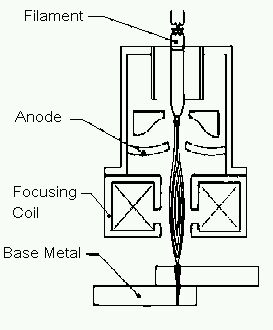 Filament
Anode
Focusing
Coil
Base Metal